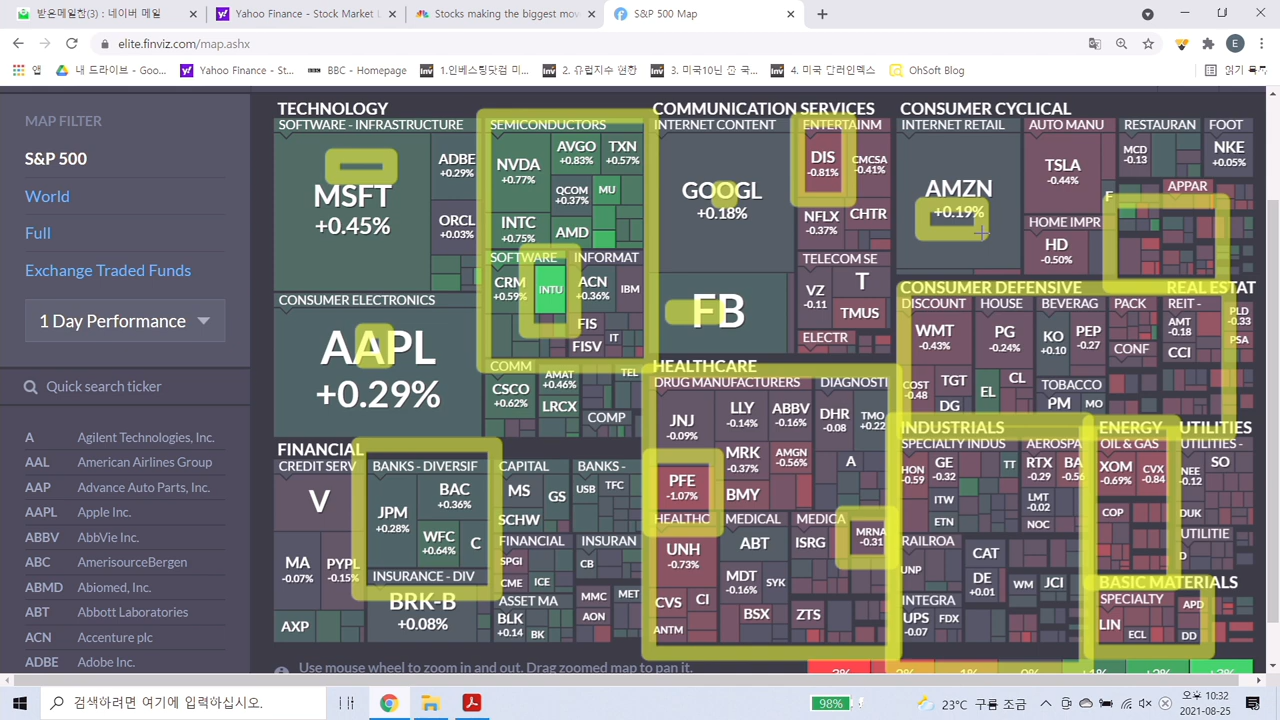 받은메일함(3) : 네이버 메일
Yahoo Finance - Stock Market L
Stocks making the biggest mov
S&P 500 Map
elite.finviz.com/map.ashx
앱
내 드라이브 - Goo...
Yahoo Finance - St...
BBC - Homepage
1.인베스팅닷컴 미...
2. 유럽지수 현황
3. 미국10년 준 국...
4. 미국 달러인덱스
OhSoft Blog
읽기 목록
MAP FILTER
S&P 500
World
Full
Exchange Traded Funds
1 Day Performance
Quick search ticker
A Agilent Technologies, Inc.
AAL American Airlines Group
AAP Advance Auto Parts, Inc.
AAPL Apple Inc.
ABBV AbbVie Inc.
ABC AmerisourceBergen
ABMD Abiomed, Inc.
ABT Abbott Laboratories
ACN Accenture plc
ADBE Adobe Inc.
TECHNOLOGY
SOFTWARE - INFRASTRUCTURE
MSFT
+0.45%
ADBE
+0.29%
ORCL
+0.03%
SEMICONDUCTORS
NVDA
+0.77%
AVGO
+0.83%
TXN
+0.57%
QCOM
+0.37%
MU
INTC
+0.75%
AMD
SOFTWARE
CRM
+0.59%
INTU
INFORMAT
ACN
+0.36%
IBM
FIS
IT
FISV
CONSUMER ELECTRONICS
AAPL
+0.29%
COMM
CSCO
+0.62%
AMAT
+0.46%
LRCX
TEL
COMP
COMMUNICATION SERVICES
INTERNET CONTENT
GOOGL
+0.18%
FB
ENTERTAINM
DIS
-0.81%
CMCSA
-0.41%
NFLX
-0.37%
CHTR
TELECOM SE
VZ
-0.11
T
TMUS
ELECTR
CONSUMER CYCLICAL
INTERNET RETAIL
AMZN
+0.19%
AUTO MANU
TSLA
-0.44%
F
HOME IMPR
HD
-0.50%
RESTAURAN
MCD
-0.13
FOOT
NKE
+0.05%
APPAR
CONSUMER DEFENSIVE
DISCOUNT
WMT
-0.43%
COST
-0.48
TGT
DG
HOUSE
PG
-0.24%
EL
CL
BEVERAG
KO
+0.10
PEP
-0.27
TOBACCO
PM
MO
PACK
CONF
REAL ESTAT
REIT -
AMT
-0.18
CCI
PLD
-0.33
PSA
FINANCIAL
CREDIT SERV
V
MA
-0.07%
PYPL
-0.15%
AXP
BANKS - DIVERSIF
JPM
+0.28%
BAC
+0.36%
WFC
+0.64%
C
INSURANCE - DIV
BRK-B
+0.08%
CAPITAL
MS
GS
SCHW
BANKS -
USB
TFC
FINANCIAL
SPGI
CME
ICE
INSURAN
CB
MMC
MET
AON
ASSET MA
BLK
+0.14
BK
HEALTHCARE
DRUG MANUFACTURERS
JNJ
-0.09%
LLY
-0.14%
ABBV
-0.16%
PFE
-1.07%
MRK
-0.37%
AMGN
-0.56%
BMY
DIAGNOSTI
DHR
-0.08
TMO
+0.22
A
HEALTHC
UNH
-0.73%
CVS
CI
ANTM
MEDICAL
ABT
MDT
-0.16%
SYK
BSX
MEDICA
ISRG
MRNA
-0.31
ZTS
INDUSTRIALS
SPECIALTY INDUS
HON
-0.59
GE
-0.32
TT
ITW
ETN
AEROSPA
RTX
-0.29
BA
-0.56
LMT
-0.02
NOC
RAILROA
UNP
CAT
DE
+0.01
WM
JCI
INTEGRA
UPS
-0.07
FDX
ENERGY
OIL & GAS
XOM
-0.69%
CVX
-0.84
COP
UTILITIES
UTILITIES -
NEE
-0.12
SO
DUK
UTILITIE
D
BASIC MATERIALS
SPECIALTY
LIN
APD
ECL
DD
Use mouse wheel to zoom in and out. Drag zoomed map to pan it.
-3% -2% -1% 0% +1% +2% +3%
검색하려면 여기에 입력하십시오.
98%
23°C 구름 조금
오후 10:32
2021-08-25